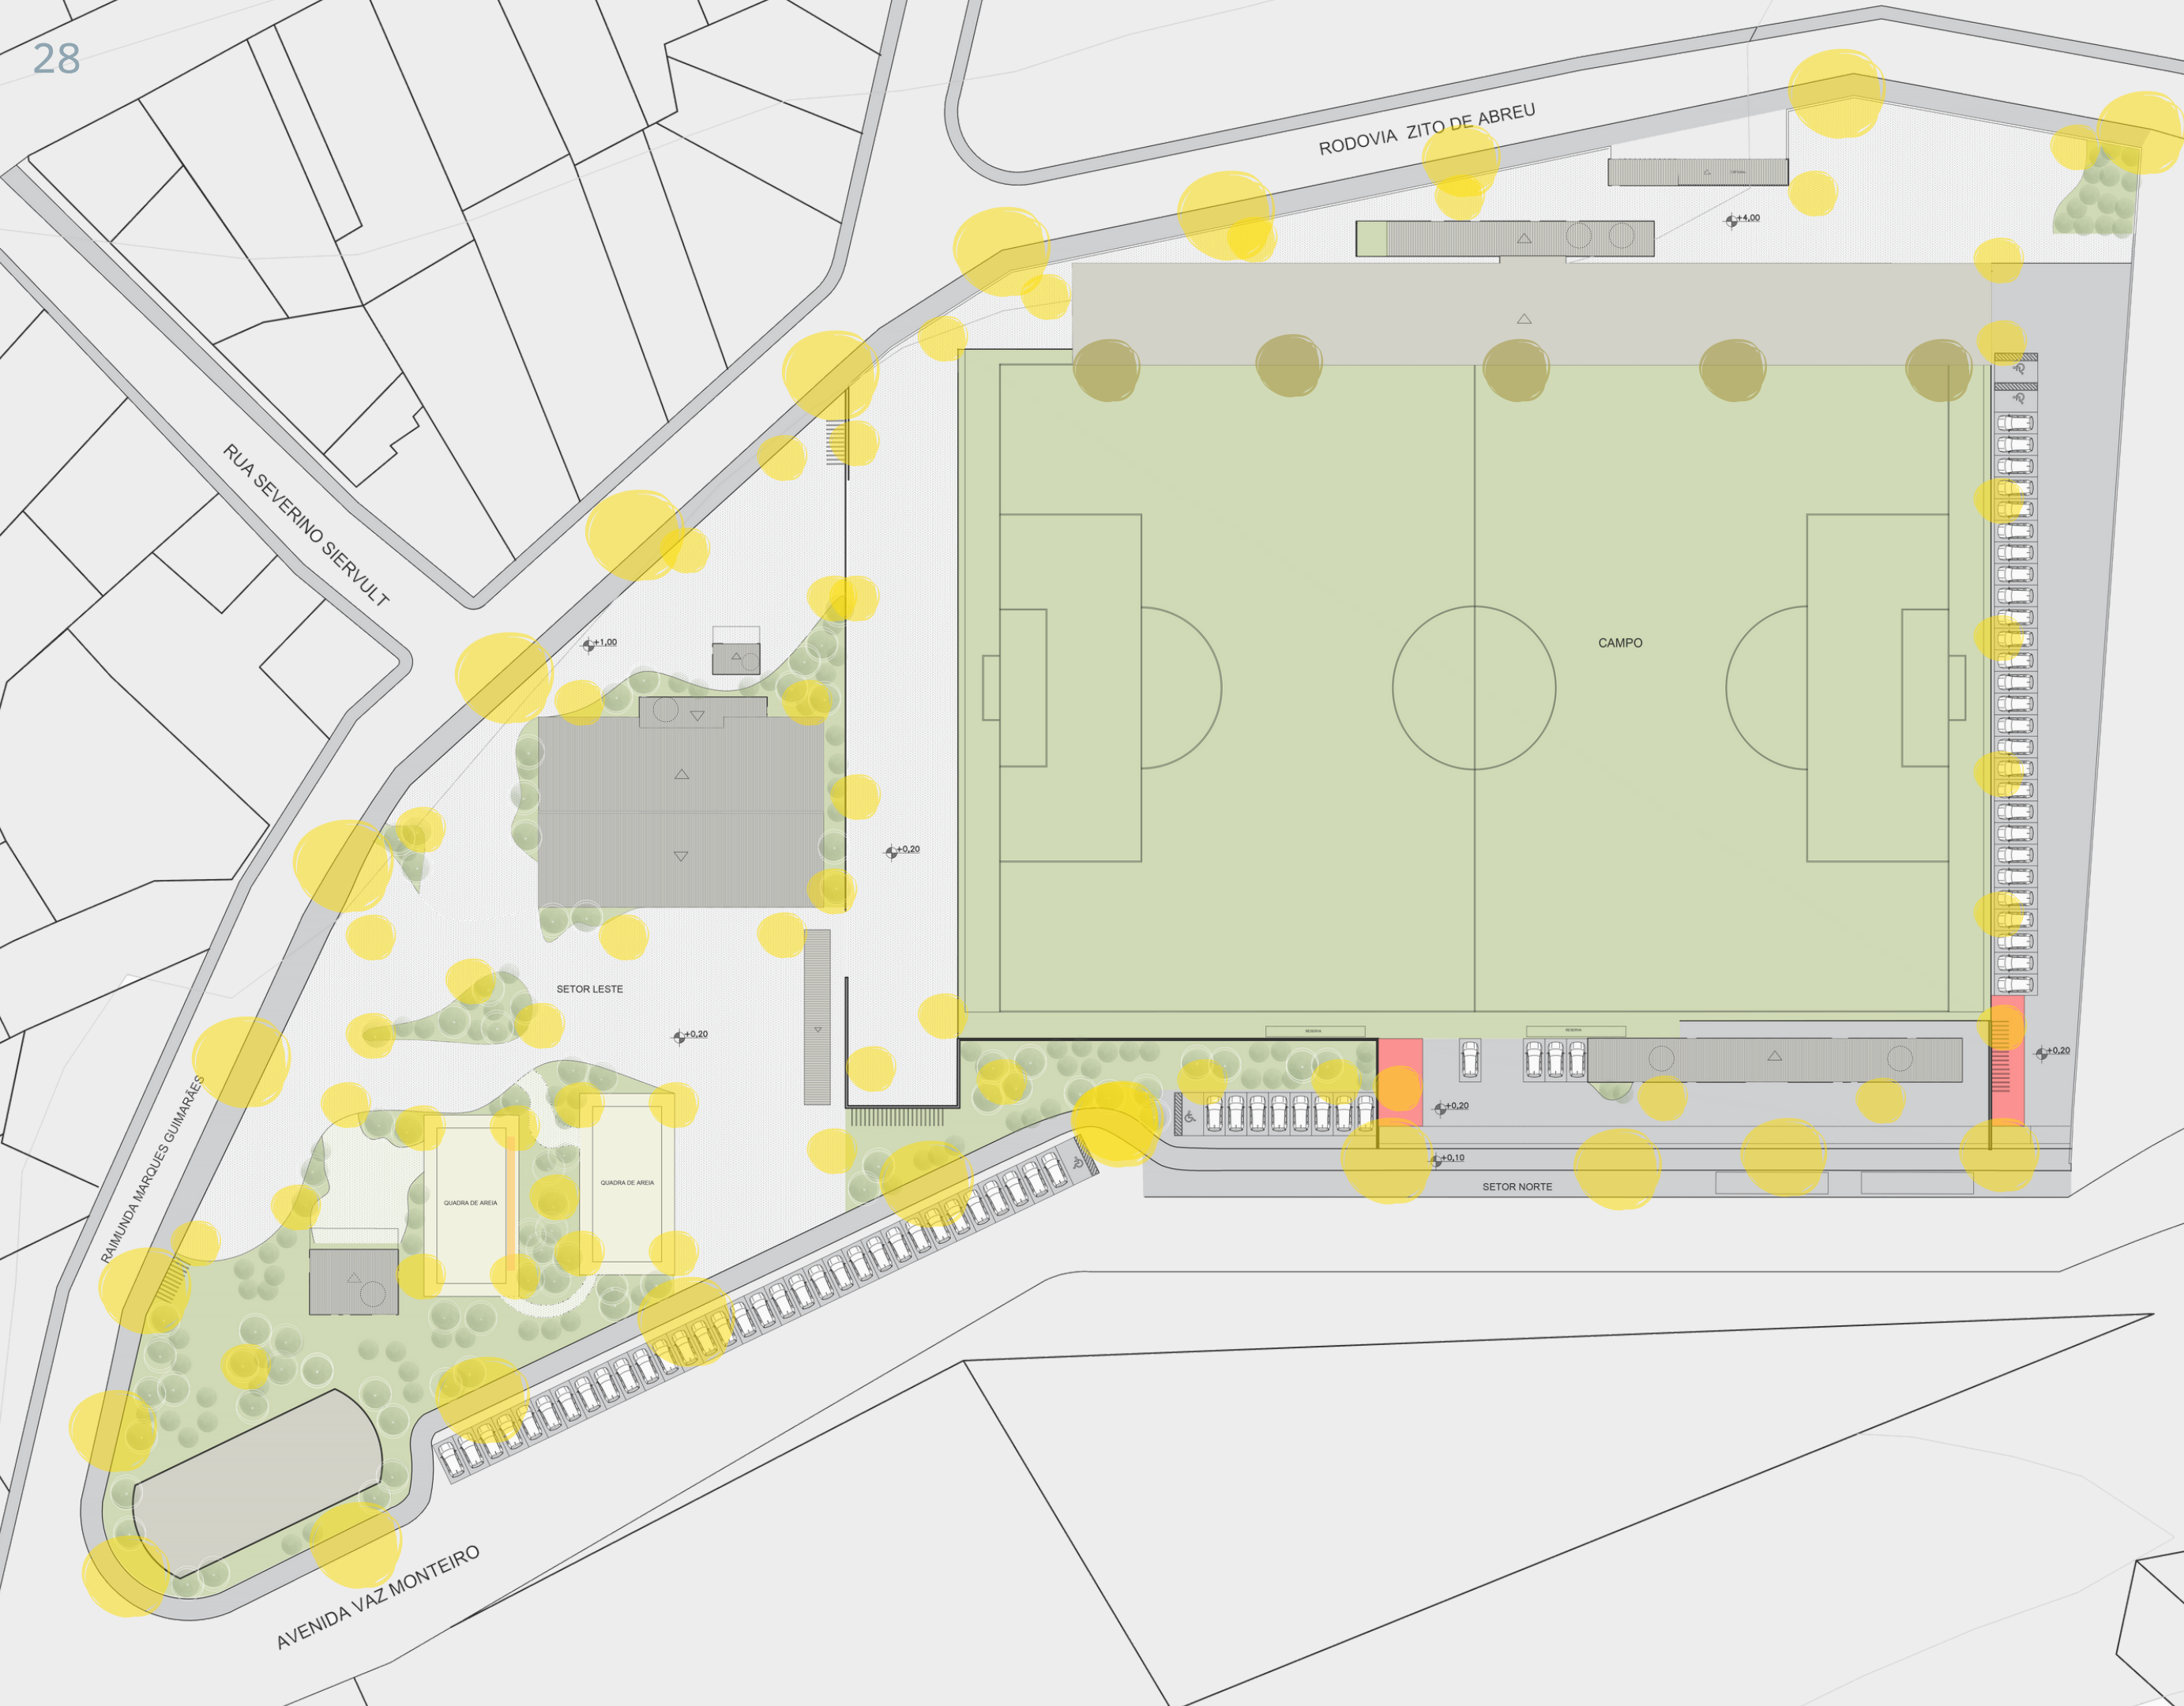 28
RODOVIA ZITO DE ABREU
+4,00
RUA SEVERINO SIERVULT
+1,00
CAMPO
+0,20
SETOR LESTE
+0,20
RESERVA
RESERVA
+0,20
+0,20
+0,10
RAIMUNDA MARQUES GUIMARÃES
QUADRA DE AREIA
QUADRA DE AREIA
SETOR NORTE
AVENIDA VAZ MONTEIRO